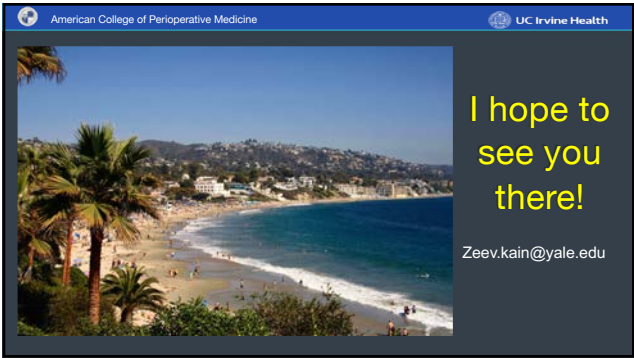 American College of Perioperative Medicine
UC Irvine Health
I hope to
see you
there!
Zeev.kain@yale.edu